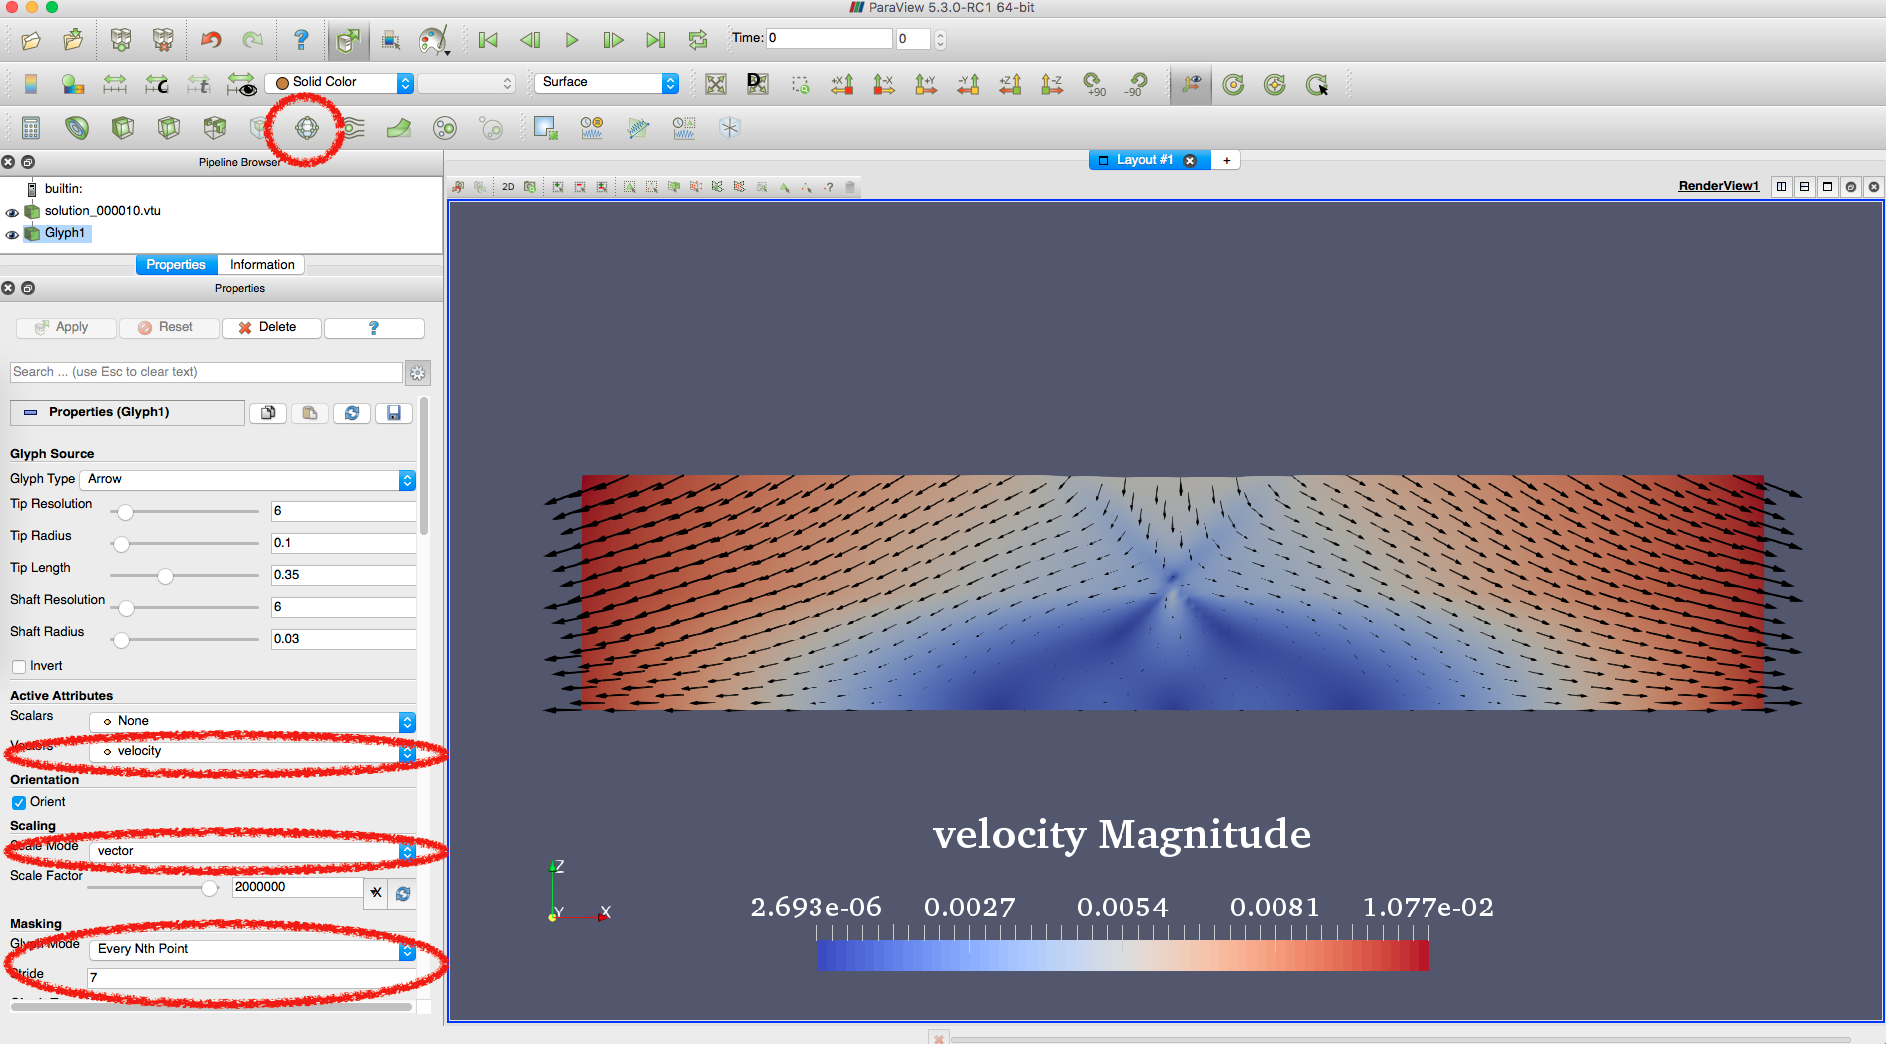 ParaView 5.3.0-RC1 64-bit
Time: 0 0
Solid Color Surface +X -X +Y -Y +Z -Z +90 -90
Pipeline Browser
Layout #1 +
builtin:
2D
RenderView1
solution_000010.vtu
Glyph1
Properties Information
Properties
Apply Reset Delete ?
Search ... (use Esc to clear text)
Properties (Glyph1)
Glyph Source
Glyph Type Arrow
Tip Resolution 6
Tip Radius 0.1
Tip Length 0.35
Shaft Resolution 6
Shaft Radius 0.03
Invert
Active Attributes
Scalars None
Vectors velocity
Orientation
Orient
Scaling
Scale Mode vector
Scale Factor 2000000
Masking
Glyph Mode Every Nth Point
Stride 7
velocity Magnitude
2.693e-06 0.0027 0.0054 0.0081 1.077e-02
Z
Y X